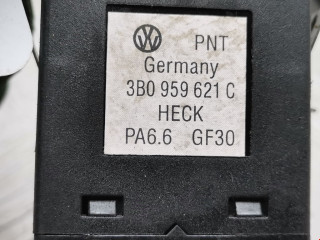 PNT
Germany
3B0 959 621 C
HECK
PA6.6 GF30